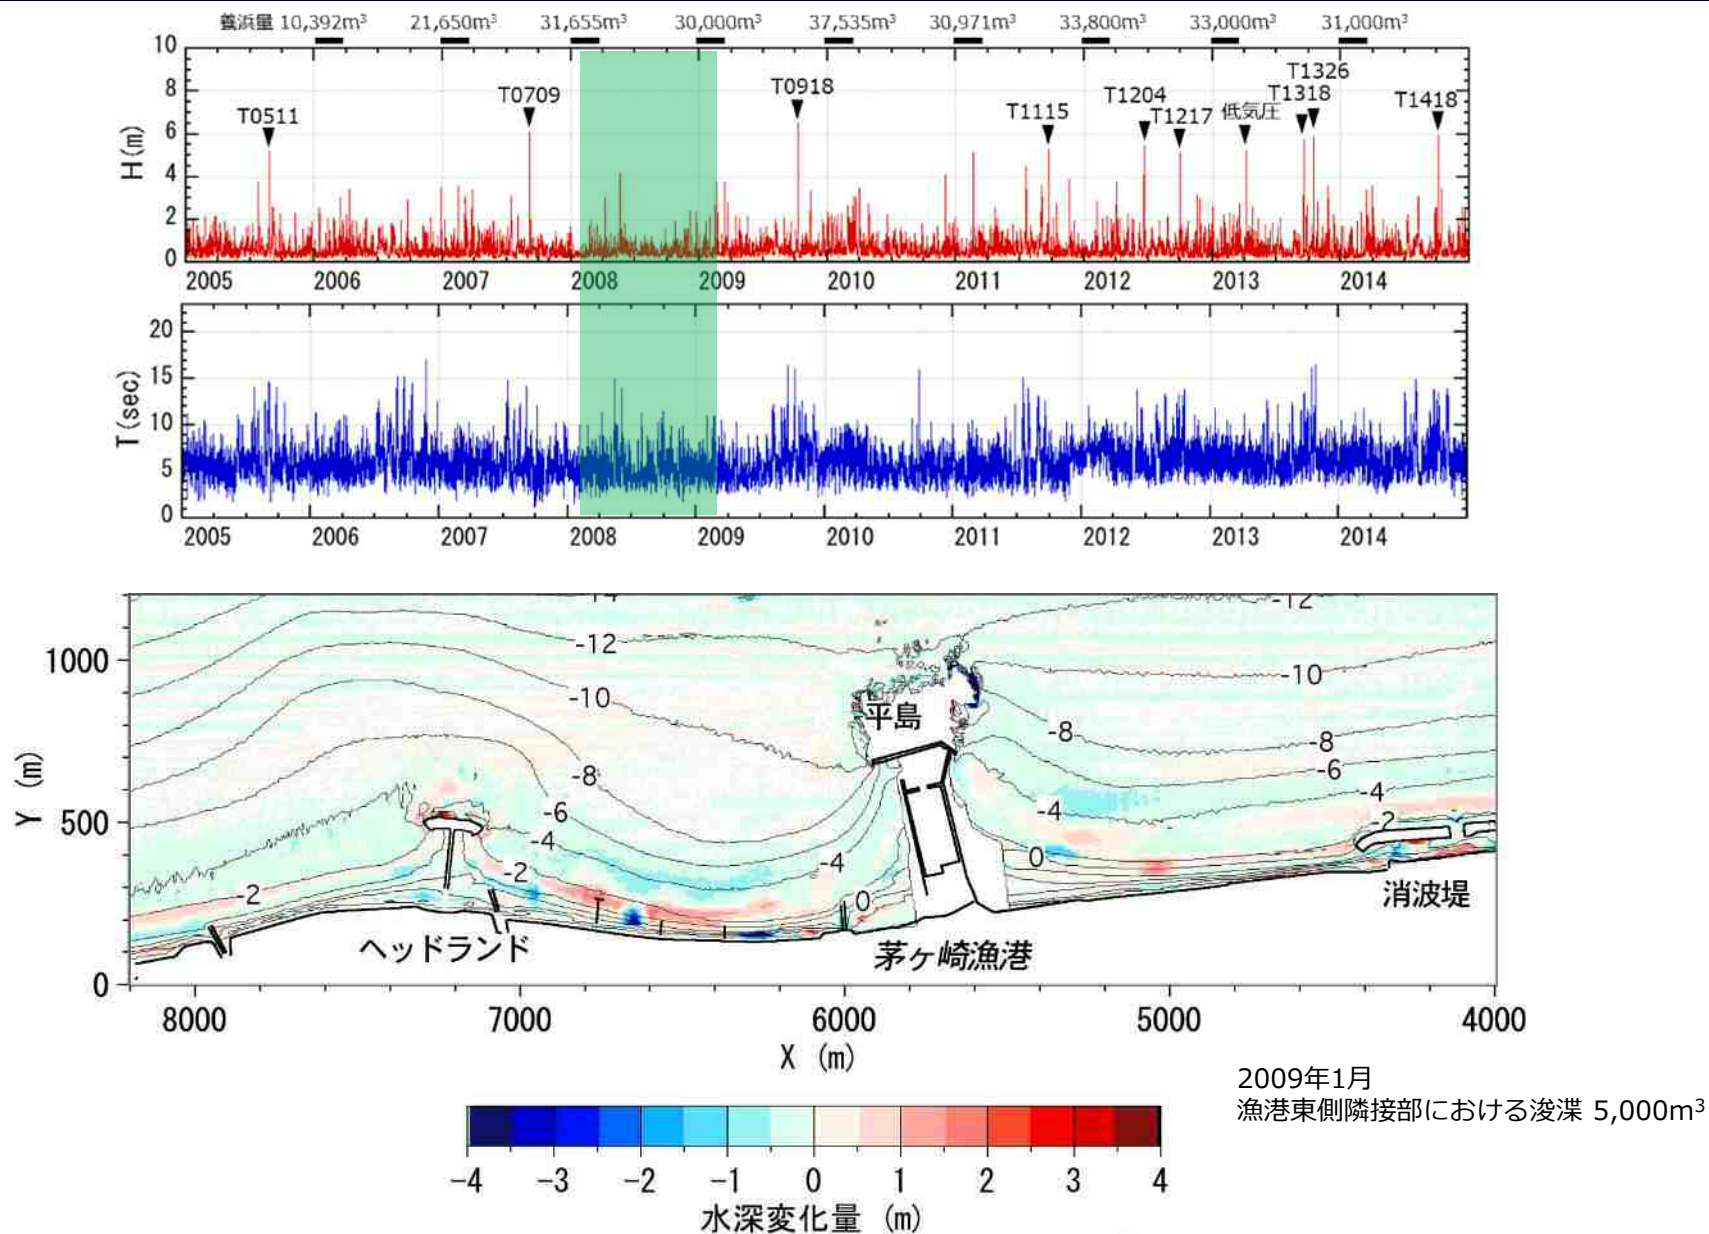 養浜量 10,392m³ 21,650m³ 31,655m³ 30,000m³ 37,535m³ 30,971m³ 33,800m³ 33,000m³ 31,000m³
T1326
T0511 T0709 T0918 T1115 T1204 T1217 低気圧 T1318 T1418
H(m)
10
8
6
4
2
0
2005 2006 2007 2008 2009 2010 2011 2012 2013 2014
T(sec)
20
15
10
5
0
2005 2006 2007 2008 2009 2010 2011 2012 2013 2014
Y (m)
1000
500
0
-12 -12
-10 -10
-8 -8 -8
-6 -6
-4 -4 -4 -4
-2 -2 -2
0 0
平島
ヘッドランド
茅ヶ崎漁港
消波堤
8000 7000 6000 5000 4000
X (m)
2009年1月
漁港東側隣接部における浚渫 5,000m³
-4 -3 -2 -1 0 1 2 3 4
水深変化量 (m)